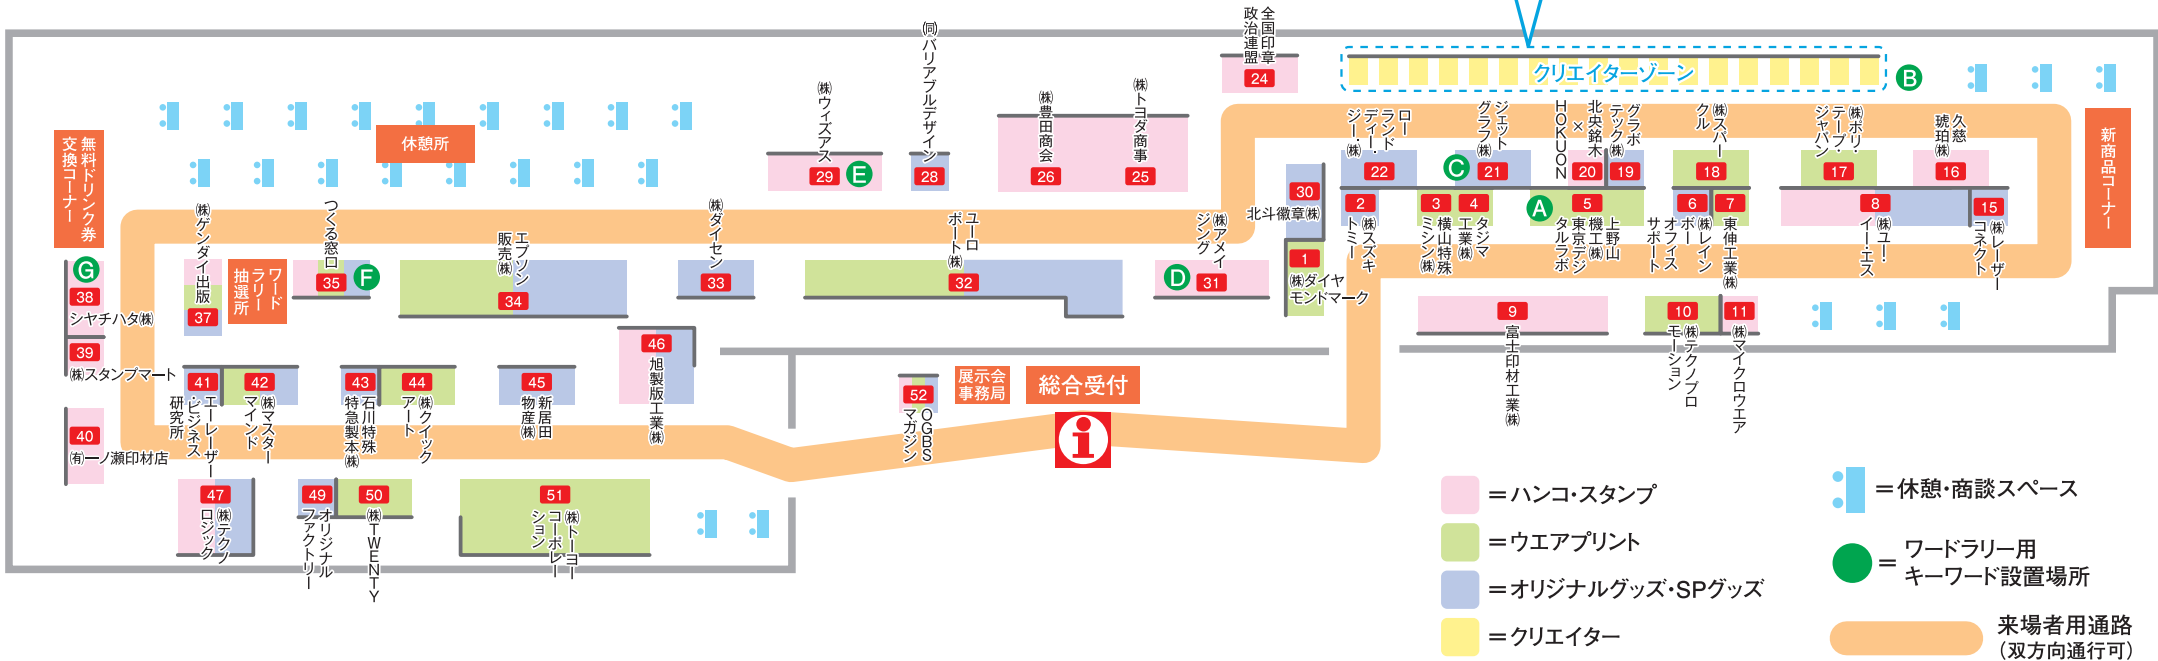 全国印章
政治連盟
24
クリエイターゾーン
B
㈲バリアブルデザイン
28
㈱ウィズアス
29
E
㈱豊田商会
26
㈱トヨダ商事
25
無料ドリンク券
交換コーナー
休憩所
新商品コーナー
ローランド
ディー.
ジー.㈱
22
C
ジェット
グラフ㈱
21
北央銘木
×
HOKUON
20
グラボ
テック㈱
19
㈱スパー
クル
18
㈱ポリ・
テープ・
ジャパン
17
久慈
琥珀㈱
16
30
北斗徽章㈱
1
㈱ダイヤ
モンドマーク
2
㈱スズキ
トミー
3
横山特殊
ミシン㈱
4
タジマ
工業㈱
A
5
上野山
機工㈱
東京デジ
タルラボ
6
㈱レイン
ボー
オフィス
サポート
7
東伸工業㈱
8
㈱ユー・
イーエス
15
㈱レーザー
コネクト
9
富士印材工業㈱
10
㈱テクノプロ
モーション
11
㈱マイクロウエア
G
38
シヤチハタ㈱
39
㈱スタンプマート
40
㈲一ノ瀬印材店
㈱ゲンダイ出版
37
ワード
ラリー
抽選所
つくる窓口
35
F
エプソン
販売㈱
34
㈱ダイセン
33
ユーロ
ポート㈱
32
㈱アメイ
ジング
D
31
41
エーレーザー
・ビジネス
研究所
42
㈱マスター
マインド
43
石川特殊
特急製本㈱
44
㈱クイック
アート
45
新居田
物産㈱
46
旭製版工業㈱
47
㈱テクノ
ロジック
49
オリジナル
ファクトリー
50
㈱TWENTY
51
㈱トーヨー
コーポレー
ション
52
OGBS
マガジン
展示会
事務局
総合受付
i
=ハンコ・スタンプ
=ウエアプリント
=オリジナルグッズ・SPグッズ
=クリエイター
=休憩・商談スペース
=ワードラリー用
キーワード設置場所
来場者用通路
(双方向通行可)